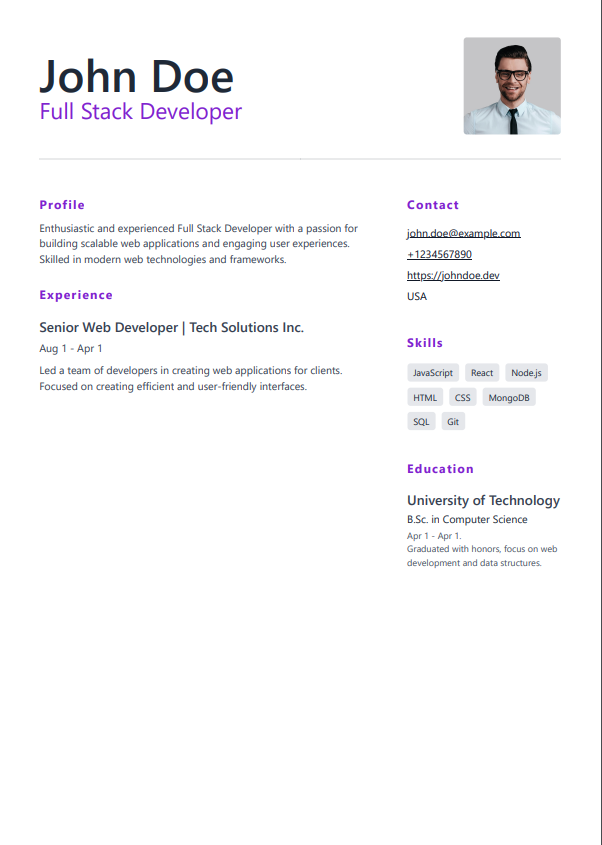 John Doe
Full Stack Developer
Profile
Enthusiastic and experienced Full Stack Developer with a passion for
building scalable web applications and engaging user experiences.
Skilled in modern web technologies and frameworks.
Experience
Senior Web Developer | Tech Solutions Inc.
Aug 1 - Apr 1
Led a team of developers in creating web applications for clients.
Focused on creating efficient and user-friendly interfaces.
Contact
john.doe@example.com
+1234567890
https://johndoe.dev
USA
Skills
JavaScript React Node.js
HTML CSS MongoDB
SQL Git
Education
University of Technology
B.Sc. in Computer Science
Apr 1 - Apr 1.
Graduated with honors, focus on web
development and data structures.